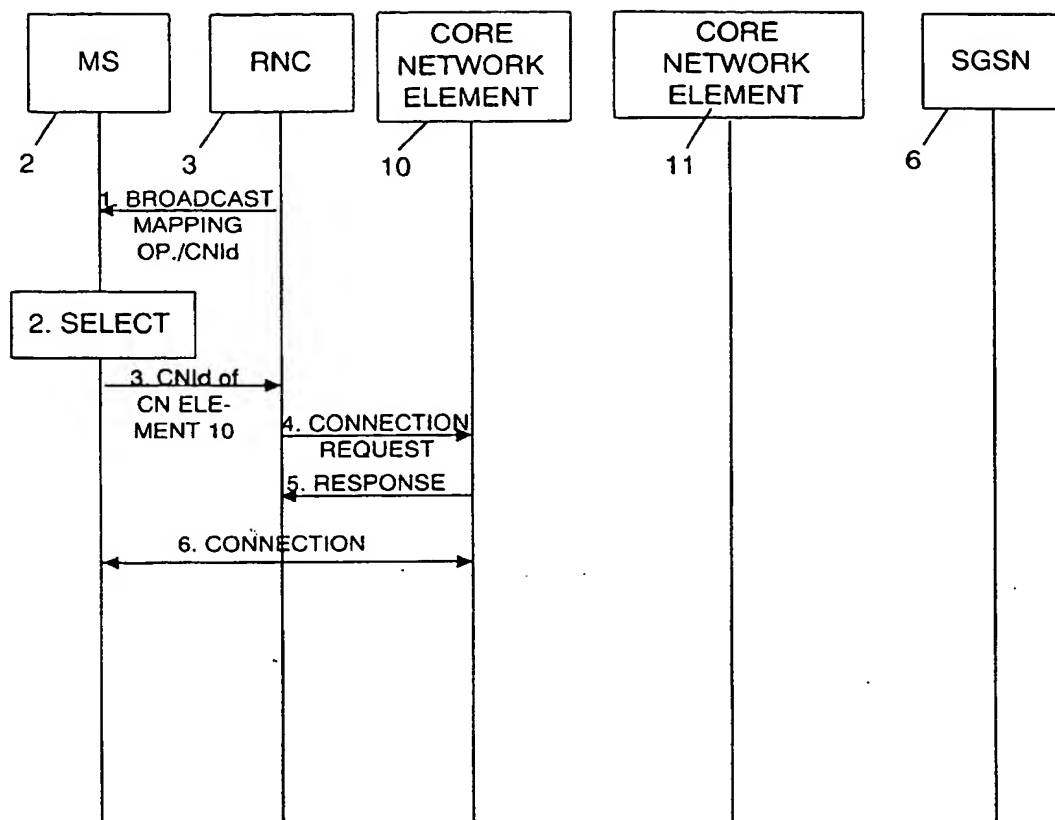 MS
RNC
CORE
NETWORK
ELEMENT
CORE
NETWORK
ELEMENT
SGSN
2
3
10
11
6
1. BROADCAST
MAPPING
OP./CNId
2. SELECT
3. CNId of
CN ELE-
MENT 10
4. CONNECTION
REQUEST
5. RESPONSE
6. CONNECTION